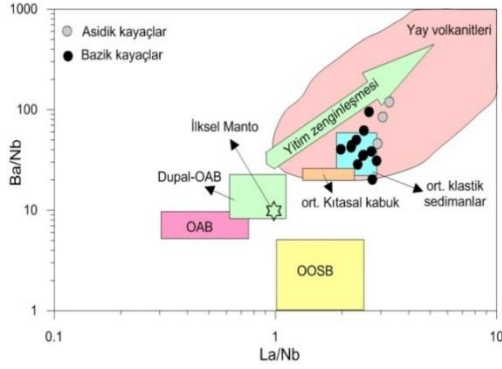 Asidik kayaçlar
Bazik kayaçlar
Yay volkanitleri
Yitim zenginleşmesi
İlksel Manto
Dupal-OAB
OAB
ort. Kıtasal kabuk
ort. klastik
sedimanlar
OOSB
Ba/Nb
1000
100
10
1
0.1
1
10
La/Nb